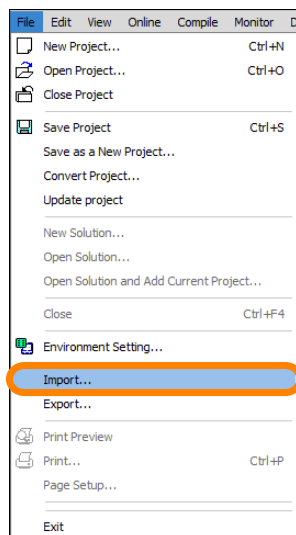 File Edit View Online Compile Monitor D
New Project... Ctrl+N
Open Project... Ctrl+O
Close Project
Save Project Ctrl+S
Save as a New Project...
Convert Project...
Update project
New Solution...
Open Solution...
Open Solution and Add Current Project...
Close Ctrl+F4
Environment Setting...
Import...
Export...
Print Preview
Print... Ctrl+P
Page Setup...
Exit